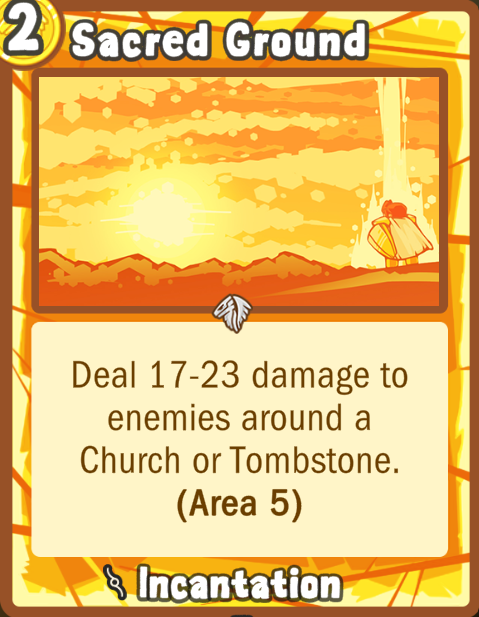 2
Sacred Ground
Deal 17-23 damage to
enemies around a
Church or Tombstone.
(Area 5)
Incantation